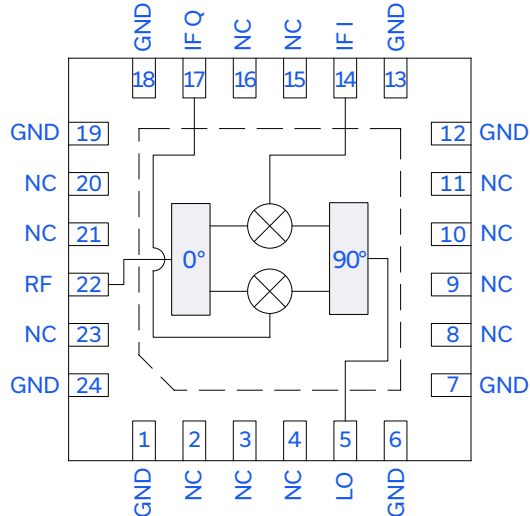 GND IF Q NC NC IF I GND
18 17 16 15 14 13
GND 19 12 GND
NC 20 11 NC
NC 21 10 NC
0° 90°
RF 22 9 NC
NC 23 8 NC
GND 24 7 GND
1 2 3 4 5 6
GND NC NC NC LO GND